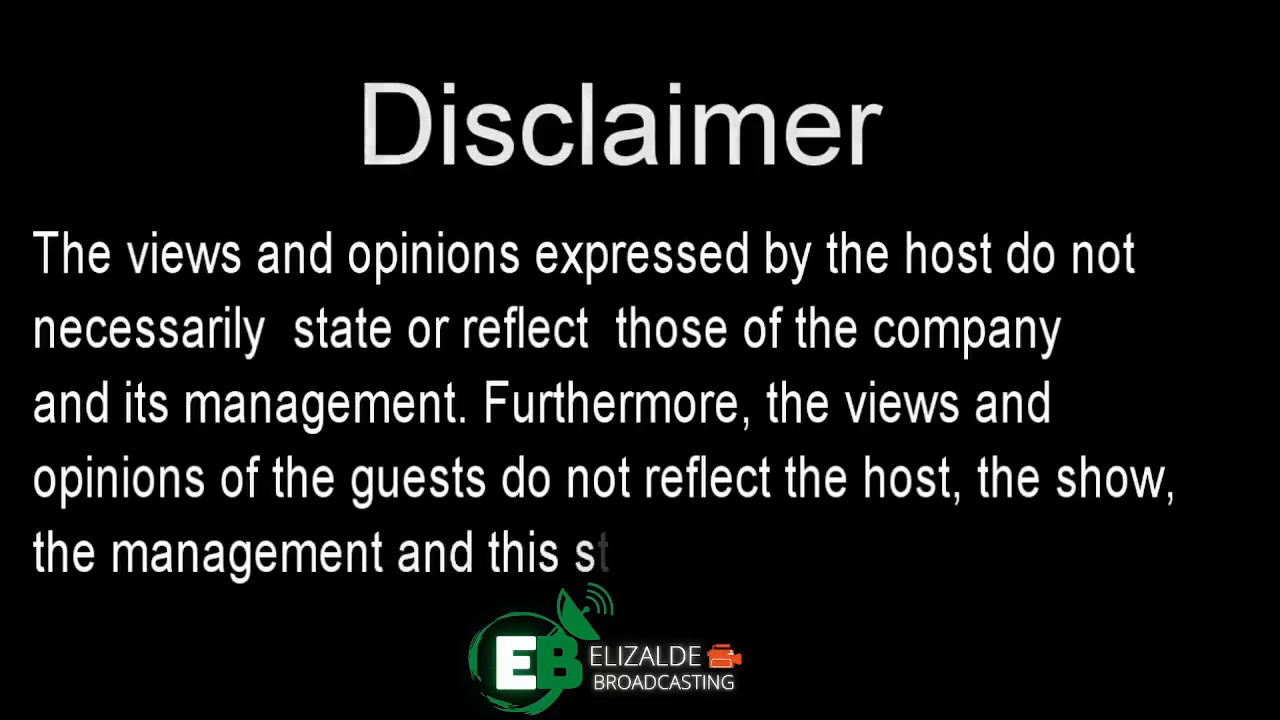 Disclaimer
The views and opinions expressed by the host do not
necessarily state or reflect those of the company
and its management. Furthermore, the views and
opinions of the guests do not reflect the host, the show,
the management and this st
EB
ELIZALDE
BROADCASTING